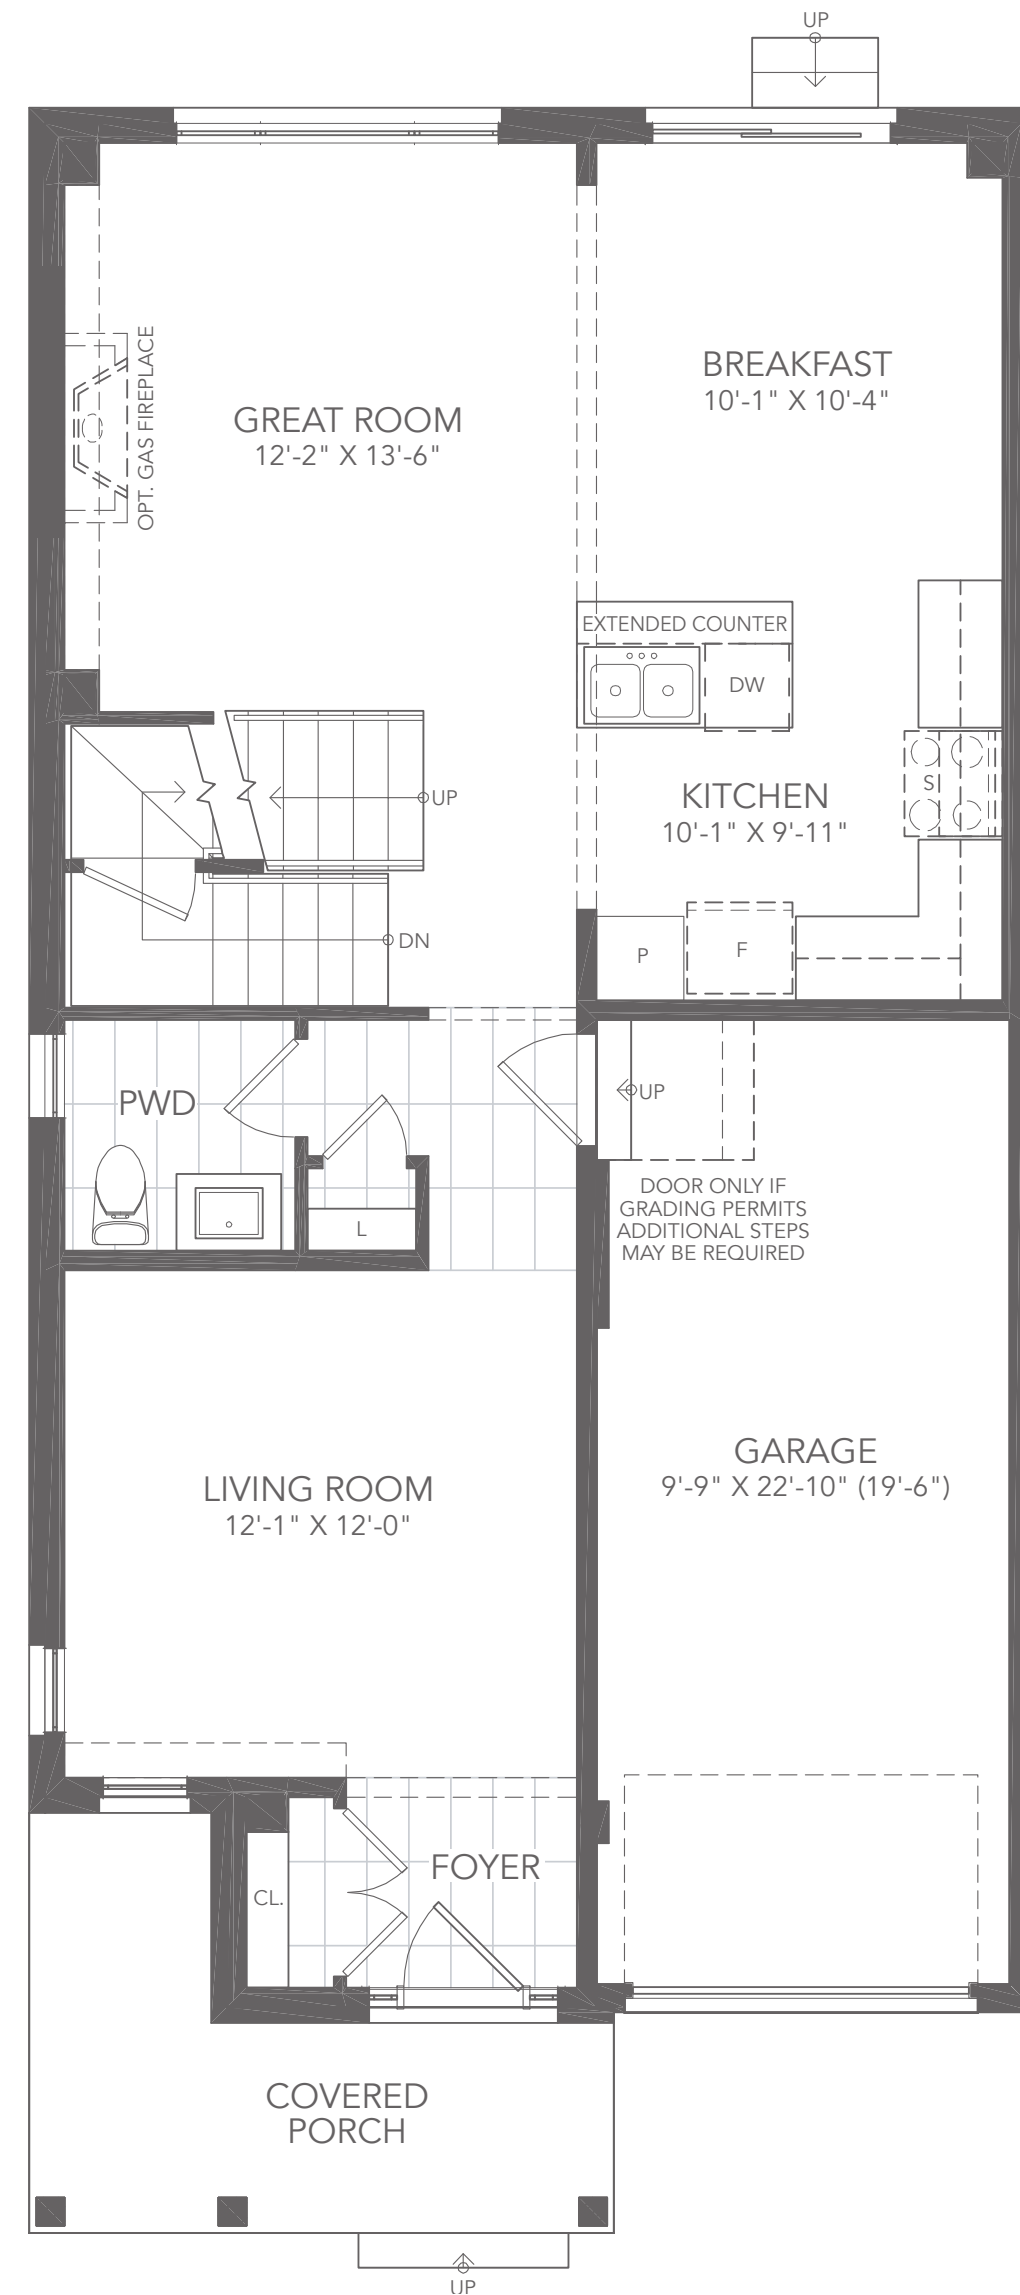 UP
BREAKFAST
10'-1" X 10'-4"
GREAT ROOM
12'-2" X 13'-6"
OPT. GAS FIREPLACE
EXTENDED COUNTER
DW
S
KITCHEN
10'-1" X 9'-11"
UP
DN
P
F
PWD
UP
L
DOOR ONLY IF
GRADING PERMITS
ADDITIONAL STEPS
MAY BE REQUIRED
GARAGE
9'-9" X 22'-10" (19'-6")
LIVING ROOM
12'-1" X 12'-0"
FOYER
CL.
COVERED
PORCH
UP